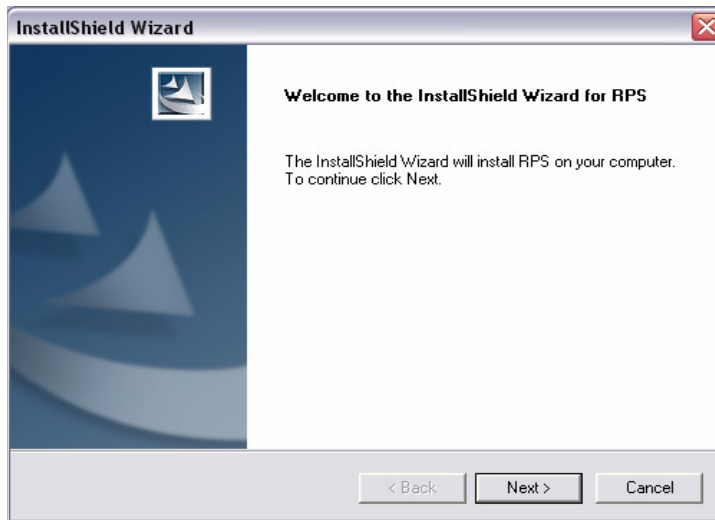 InstallShield Wizard
Welcome to the InstallShield Wizard for RPS
The InstallShield Wizard will install RPS on your computer.
To continue click Next.
< Back
Next >
Cancel